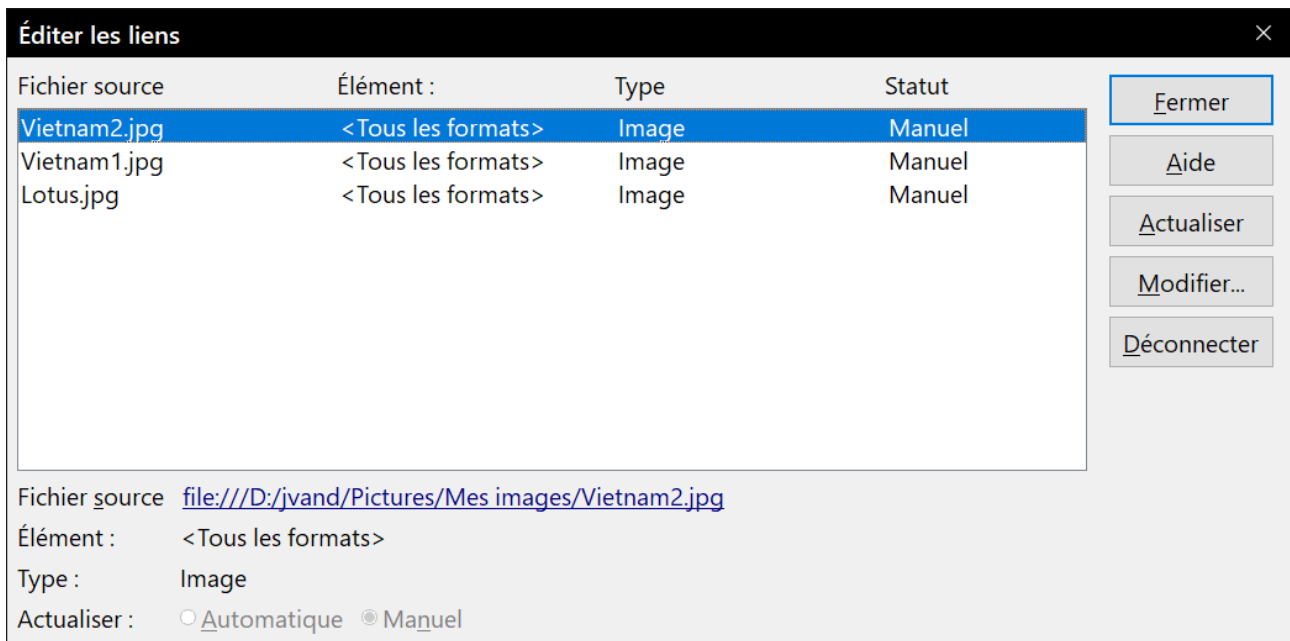 Éditer les liens
Fichier source Élément : Type Statut
Vietnam2.jpg <Tous les formats> Image Manuel
Vietnam1.jpg <Tous les formats> Image Manuel
Lotus.jpg <Tous les formats> Image Manuel
Fermer
Aide
Actualiser
Modifier...
Déconnecter
Fichier source file:///D:/jvand/Pictures/Mes images/Vietnam2.jpg
Élément : <Tous les formats>
Type : Image
Actualiser : Automatique Manuel